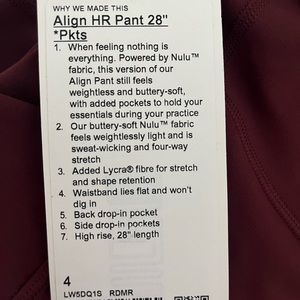 WHY WE MADE THIS
Align HR Pant 28"
*Pkts
1. When feeling nothing is
everything. Powered by Nulu™
fabric, this version of our
Align Pant still feels
weightless and buttery-soft,
with added pockets to hold your
essentials during your practice
2. Our buttery-soft Nulu™ fabric
feels weightlessly light and is
sweat-wicking and four-way
stretch
3. Added Lycra® fibre for stretch
and shape retention
4. Waistband lies flat and won't
dig in
5. Back drop-in pocket
6. Side drop-in pockets
7. High rise, 28" length
4
LW5DQ1S RDMR